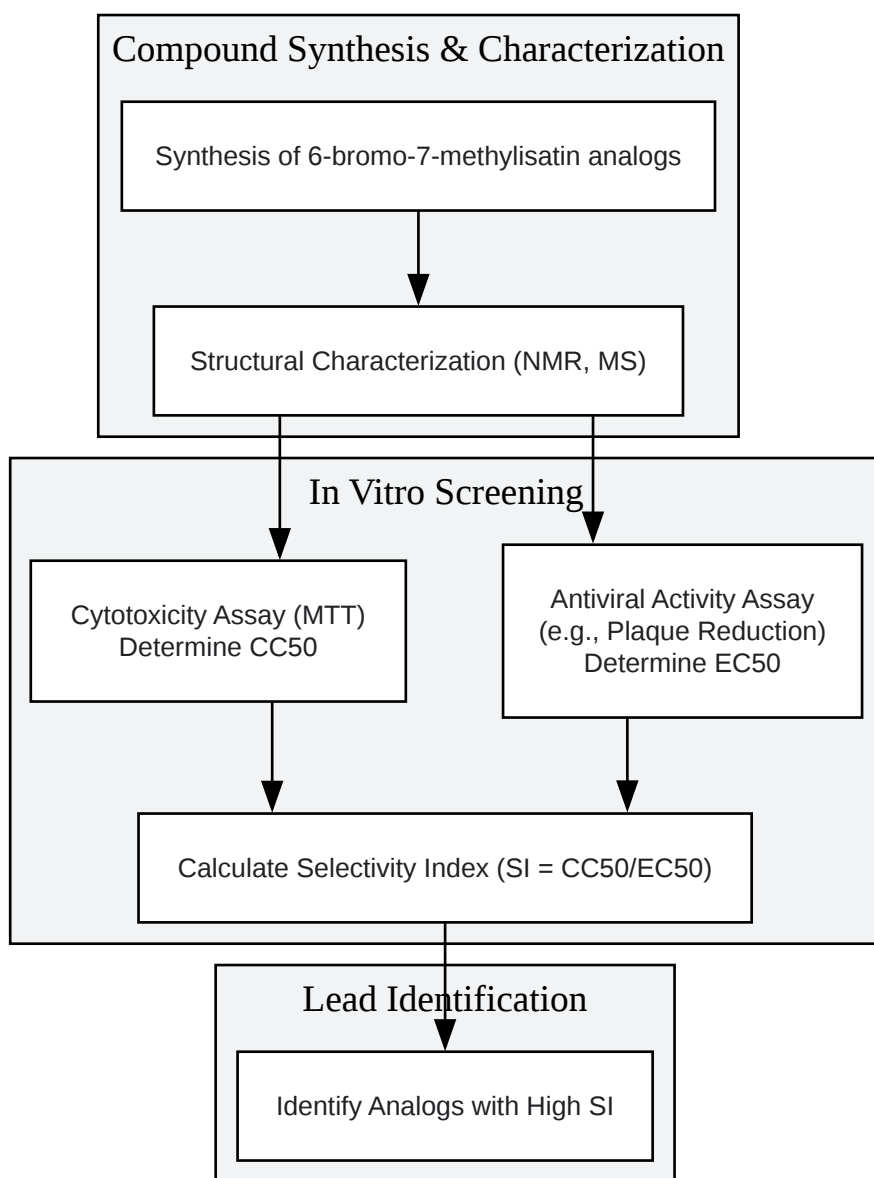 Compound Synthesis & Characterization
Synthesis of 6-bromo-7-methylisatin analogs
Structural Characterization (NMR, MS)
In Vitro Screening
Cytotoxicity Assay (MTT)
Determine CC50
Antiviral Activity Assay
(e.g., Plaque Reduction)
Determine EC50
Calculate Selectivity Index (SI = CC50/EC50)
Lead Identification
Identify Analogs with High SI